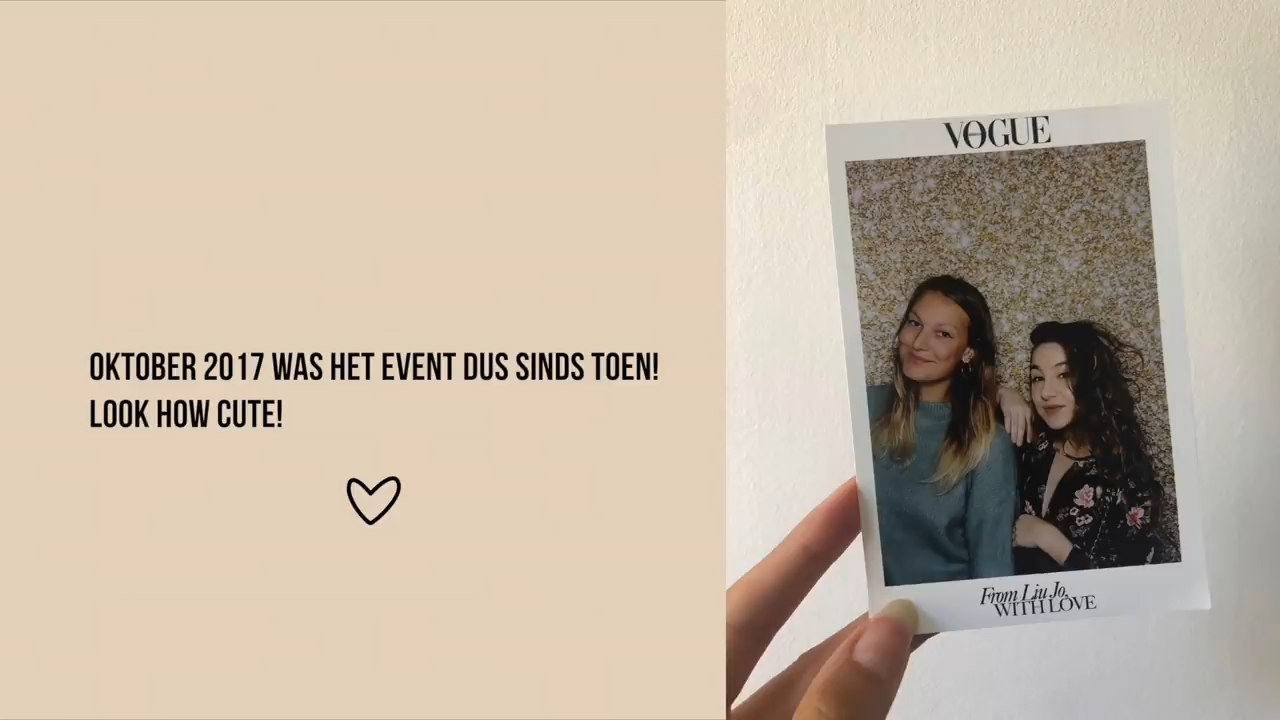 OKTOBER 2017 WAS HET EVENT DUS SINDS TOEN!
LOOK HOW CUTE!
VOGUE
From Liu Jo,
WITH LOVE